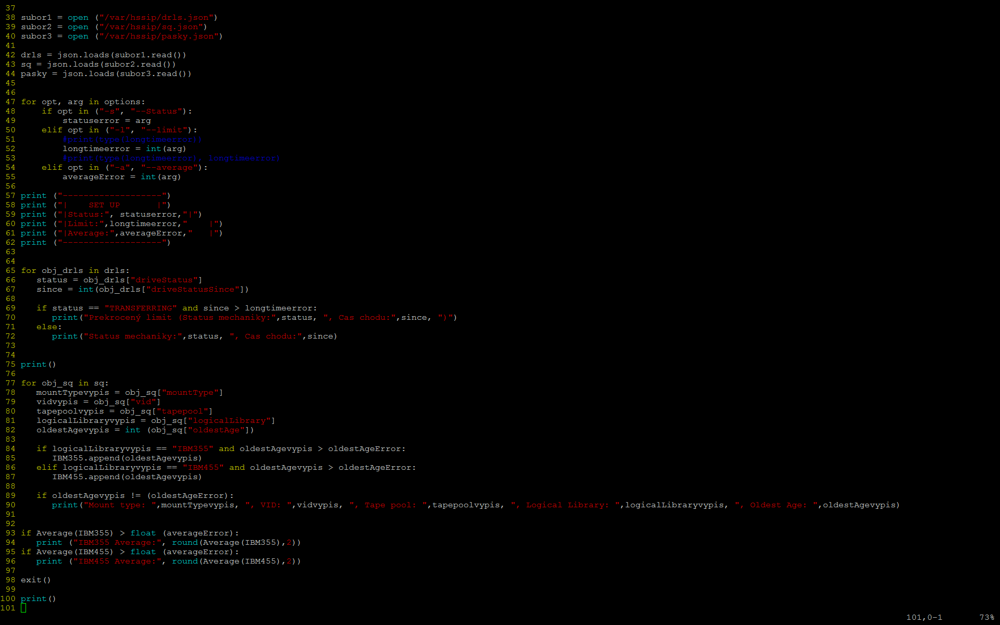 37
38 subor1 = open ("/var/hssip/drls.json")
39 subor2 = open ("/var/hssip/sq.json")
40 subor3 = open ("/var/hssip/pasky.json")
41
42 drls = json.loads(subor1.read())
43 sq = json.loads(subor2.read())
44 pasky = json.loads(subor3.read())
45
46
47 for opt, arg in options:
48     if opt in ("-s", "--Status"):
49         statuserror = arg
50     elif opt in ("-l", "--limit"):
51         #print(type(longtimeerror))
52         longtimeerror = int(arg)
53         #print(type(longtimeerror), longtimeerror)
54     elif opt in ("-a", "--average"):
55         averageError = int(arg)
56
57 print ("-------------------")
58 print ("|    SET UP       |")
59 print ("|Status:", statuserror,"|")
60 print ("|Limit:",longtimeerror,"    |")
61 print ("|Average:",averageError,"   |")
62 print ("-------------------")
63
64
65 for obj_drls in drls:
66    status = obj_drls["driveStatus"]
67    since = int(obj_drls["driveStatusSince"])
68
69    if status == "TRANSFERRING" and since > longtimeerror:
70       print("Prekrocený limit (Status mechaniky:",status, ", Cas chodu:",since, ")")
71    else:
72       print("Status mechaniky:",status, ", Cas chodu:",since)
73
74
75 print()
76
77 for obj_sq in sq:
78    mountTypevypis = obj_sq["mountType"]
79    vidvypis = obj_sq["vid"]
80    tapepoolvypis = obj_sq["tapepool"]
81    logicalLibraryvypis = obj_sq["logicalLibrary"]
82    oldestAgevypis = int (obj_sq["oldestAge"])
83
84    if logicalLibraryvypis == "IBM355" and oldestAgevypis > oldestAgeError:
85       IBM355.append(oldestAgevypis)
86    elif logicalLibraryvypis == "IBM455" and oldestAgevypis > oldestAgeError:
87       IBM455.append(oldestAgevypis)
88
89    if oldestAgevypis != (oldestAgeError):
90       print("Mount type: ",mountTypevypis, ", VID: ",vidvypis, ", Tape pool: ",tapepoolvypis, ", Logical Library: ",logicalLibraryvypis, ", Oldest Age: ",oldestAgevypis)
91
92
93 if Average(IBM355) > float (averageError):
94    print ("IBM355 Average:", round(Average(IBM355),2))
95 if Average(IBM455) > float (averageError):
96    print ("IBM455 Average:", round(Average(IBM455),2))
97
98 exit()
99
100 print()
101
101,0-1 73%